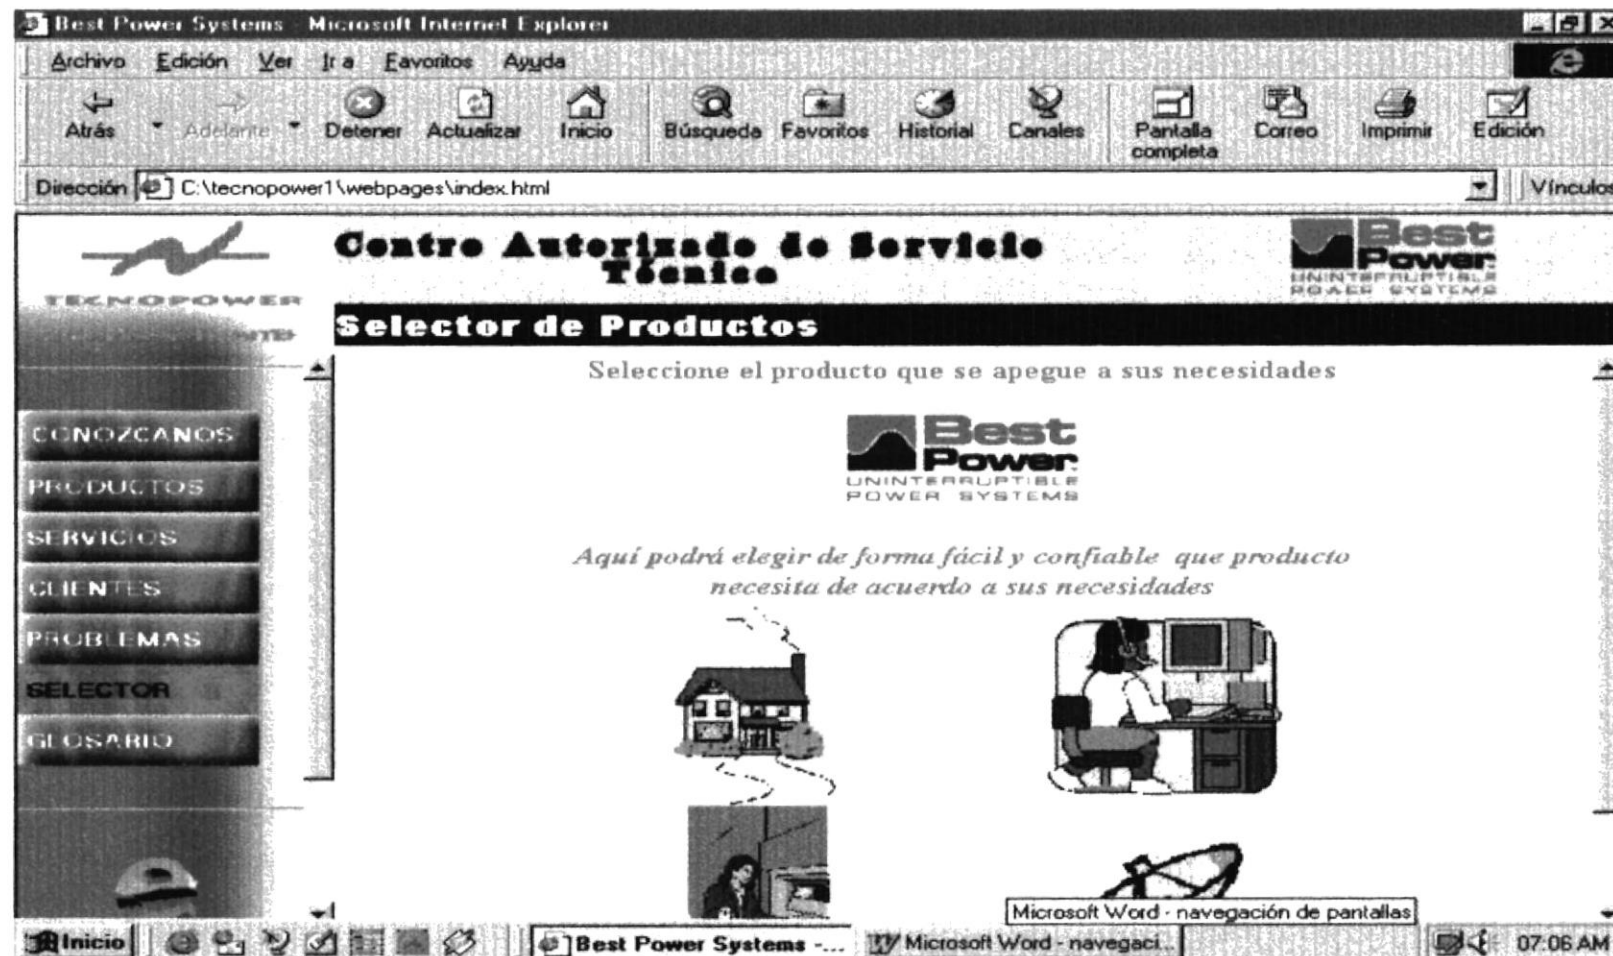 Best Power Systems - Microsoft Internet Explorer
Archivo Edición Ver Ir a Favoritos Ayuda
Atrás Adelante Detener Actualizar Inicio Búsqueda Favoritos Historial Canales Pantalla completa Correo Imprimir Edición
Dirección C:\tecnopower1\webpages\index.html Vínculos
TECNOPOWER
Centro Autorizado de Servicio
Técnico
Best
Power
UNINTERRUPTIBLE
POWER SYSTEMS
Selector de Productos
CONOZCANOS
PRODUCTOS
SERVICIOS
CLIENTES
PROBLEMAS
SELECTOR
GLOSARIO
Seleccione el producto que se apegue a sus necesidades
Best
Power
UNINTERRUPTIBLE
POWER SYSTEMS
Aquí podrá elegir de forma fácil y confiable que producto
necesita de acuerdo a sus necesidades
Microsoft Word - navegación de pantallas
Inicio Best Power Systems -... Microsoft Word - navegaci... 07:06 AM